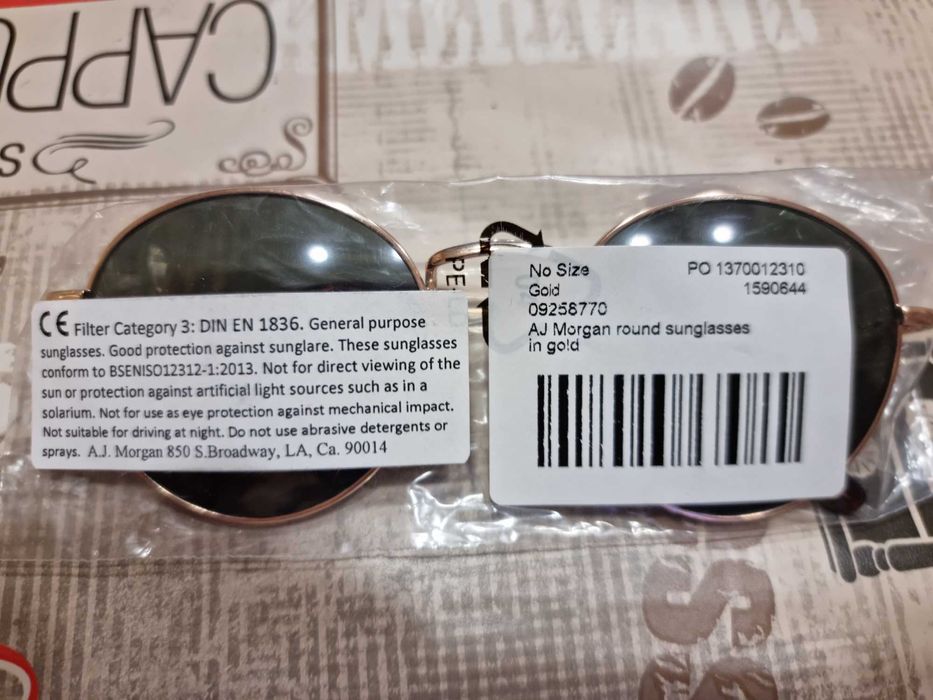 CAPPU
S
CE Filter Category 3: DIN EN 1836. General purpose
sunglasses. Good protection against sunglare. These sunglasses
conform to BSENISO12312-1:2013. Not for direct viewing of the
sun or protection against artificial light sources such as in a
solarium. Not for use as eye protection against mechanical impact.
Not suitable for driving at night. Do not use abrasive detergents or
sprays. A.J. Morgan 850 S.Broadway, LA, Ca. 90014
PE-
No Size PO 1370012310
Gold 1590644
09258770
AJ Morgan round sunglasses
in gold